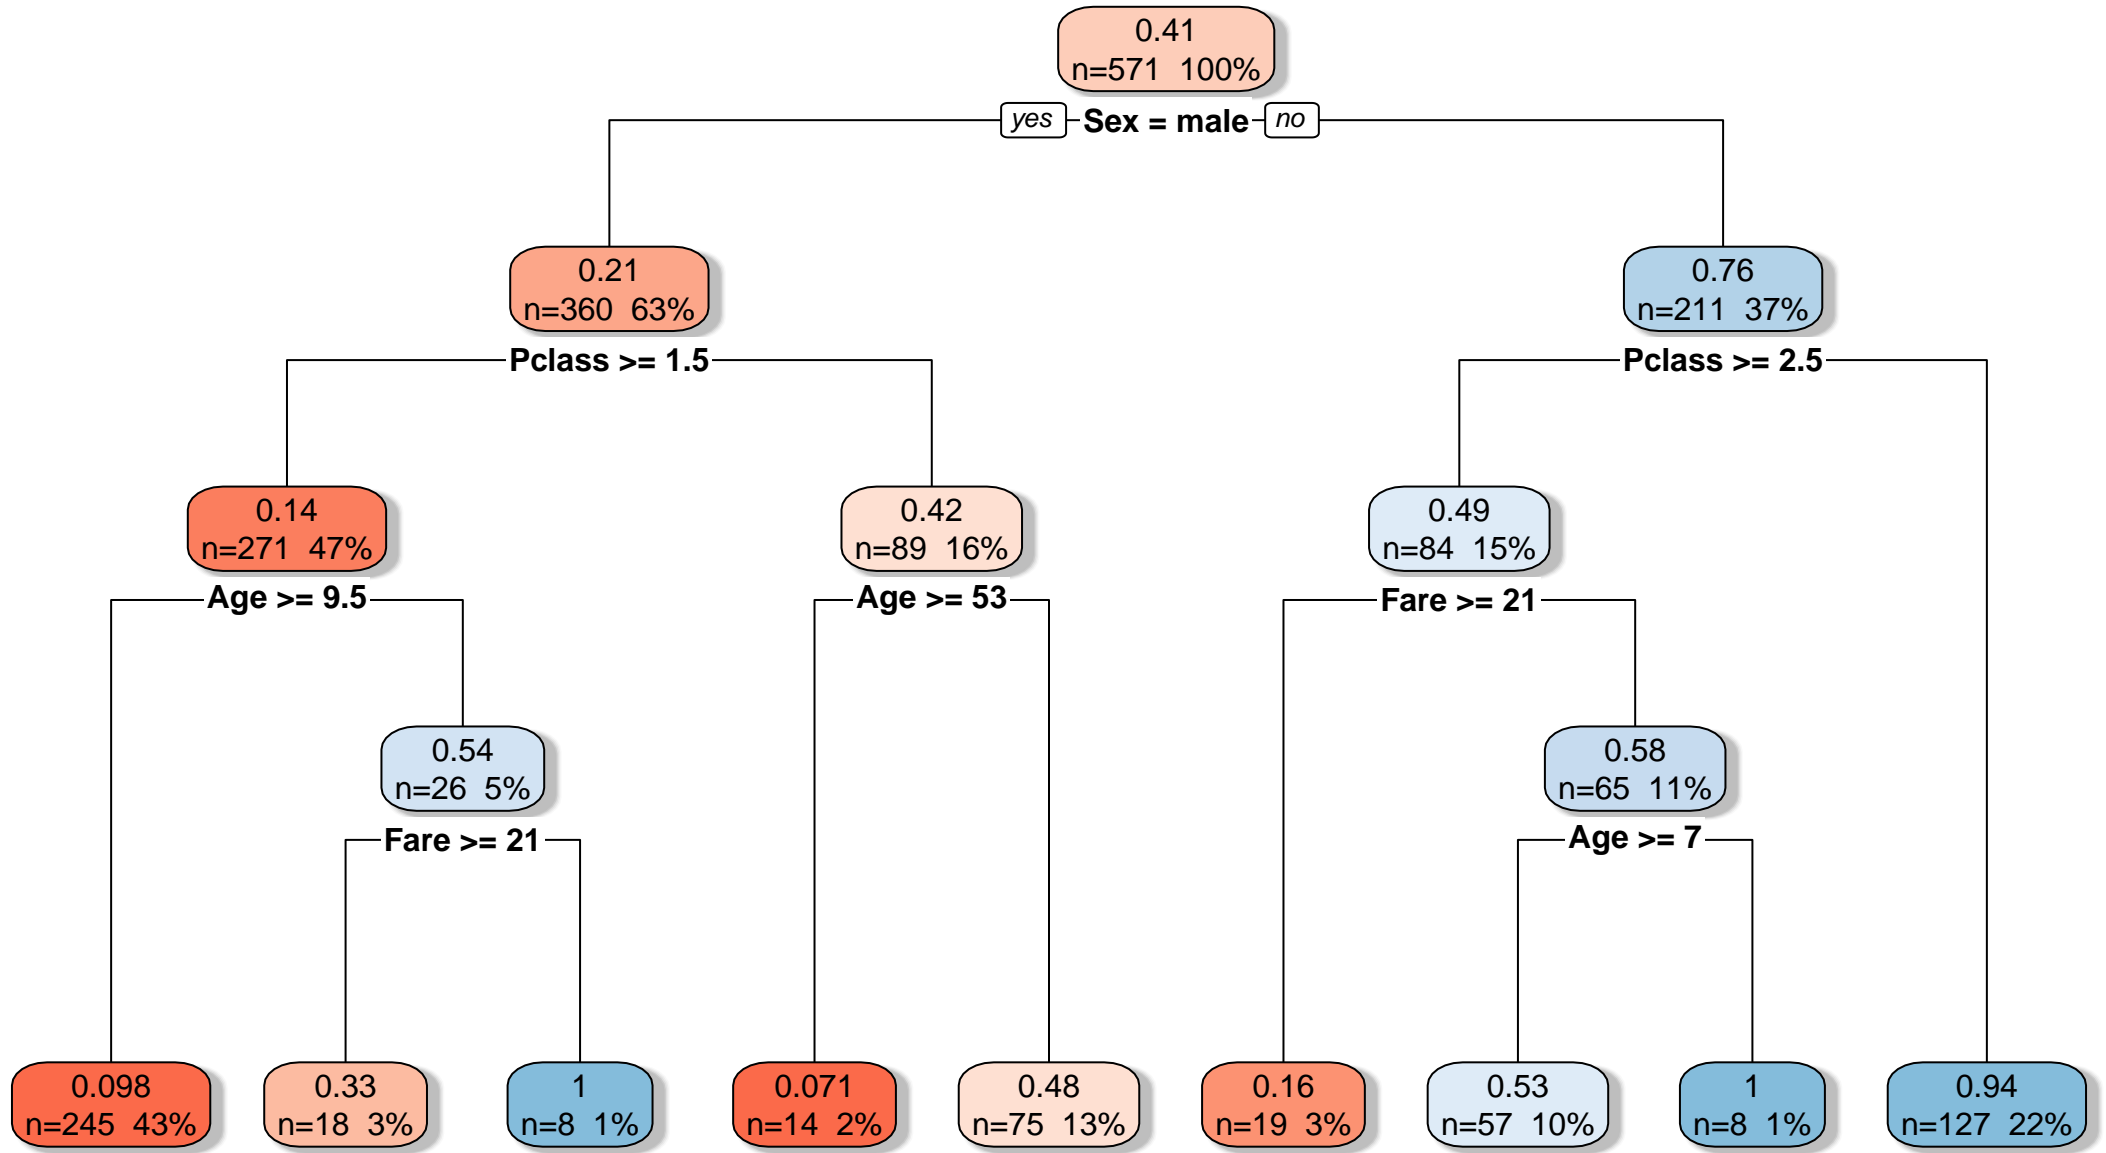 0.41
n=571 100%
yes Sex = male no
0.21
n=360 63%
0.76
n=211 37%
Pclass >= 1.5
Pclass >= 2.5
0.14
n=271 47%
0.42
n=89 16%
0.49
n=84 15%
Age >= 9.5
Age >= 53
Fare >= 21
0.54
n=26 5%
0.58
n=65 11%
Fare >= 21
Age >= 7
0.098
n=245 43%
0.33
n=18 3%
1
n=8 1%
0.071
n=14 2%
0.48
n=75 13%
0.16
n=19 3%
0.53
n=57 10%
1
n=8 1%
0.94
n=127 22%